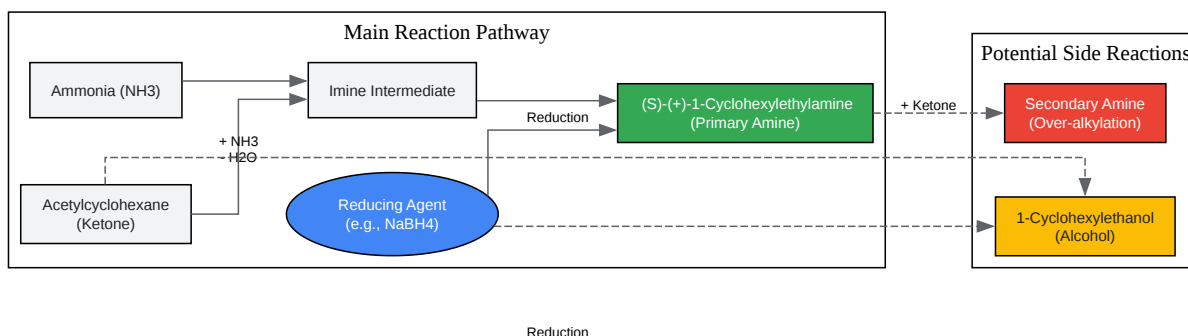 Main Reaction Pathway
Potential Side Reactions
Ammonia (NH3)
Imine Intermediate
(S)-(+)-1-Cyclohexylethylamine
(Primary Amine)
+ Ketone
Secondary Amine
(Over-alkylation)
Reduction
+ NH3
- H2O
Acetylcyclohexane
(Ketone)
Reducing Agent
(e.g., NaBH4)
1-Cyclohexylethanol
(Alcohol)
Reduction